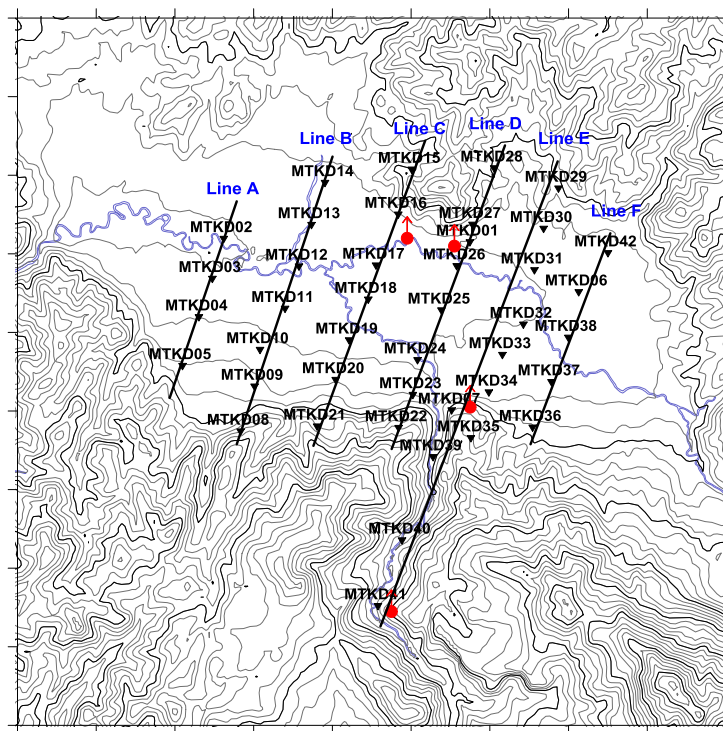 Line C
Line D
Line B
Line E
MTKD15
MTKD28
MTKD14
MTKD29
Line A
MTKD16
MTKD27
Line F
MTKD13
MTKD30
MTKD02
MTKD01
MTKD42
MTKD12
MTKD17
MTKD26
MTKD03
MTKD31
MTKD06
MTKD11
MTKD18
MTKD25
MTKD04
MTKD32
MTKD10
MTKD19
MTKD38
MTKD24
MTKD33
MTKD05
MTKD09
MTKD20
MTKD37
MTKD23
MTKD34
MTKD07
MTKD08
MTKD21
MTKD22
MTKD36
MTKD35
MTKD39
MTKD40
MTKD41